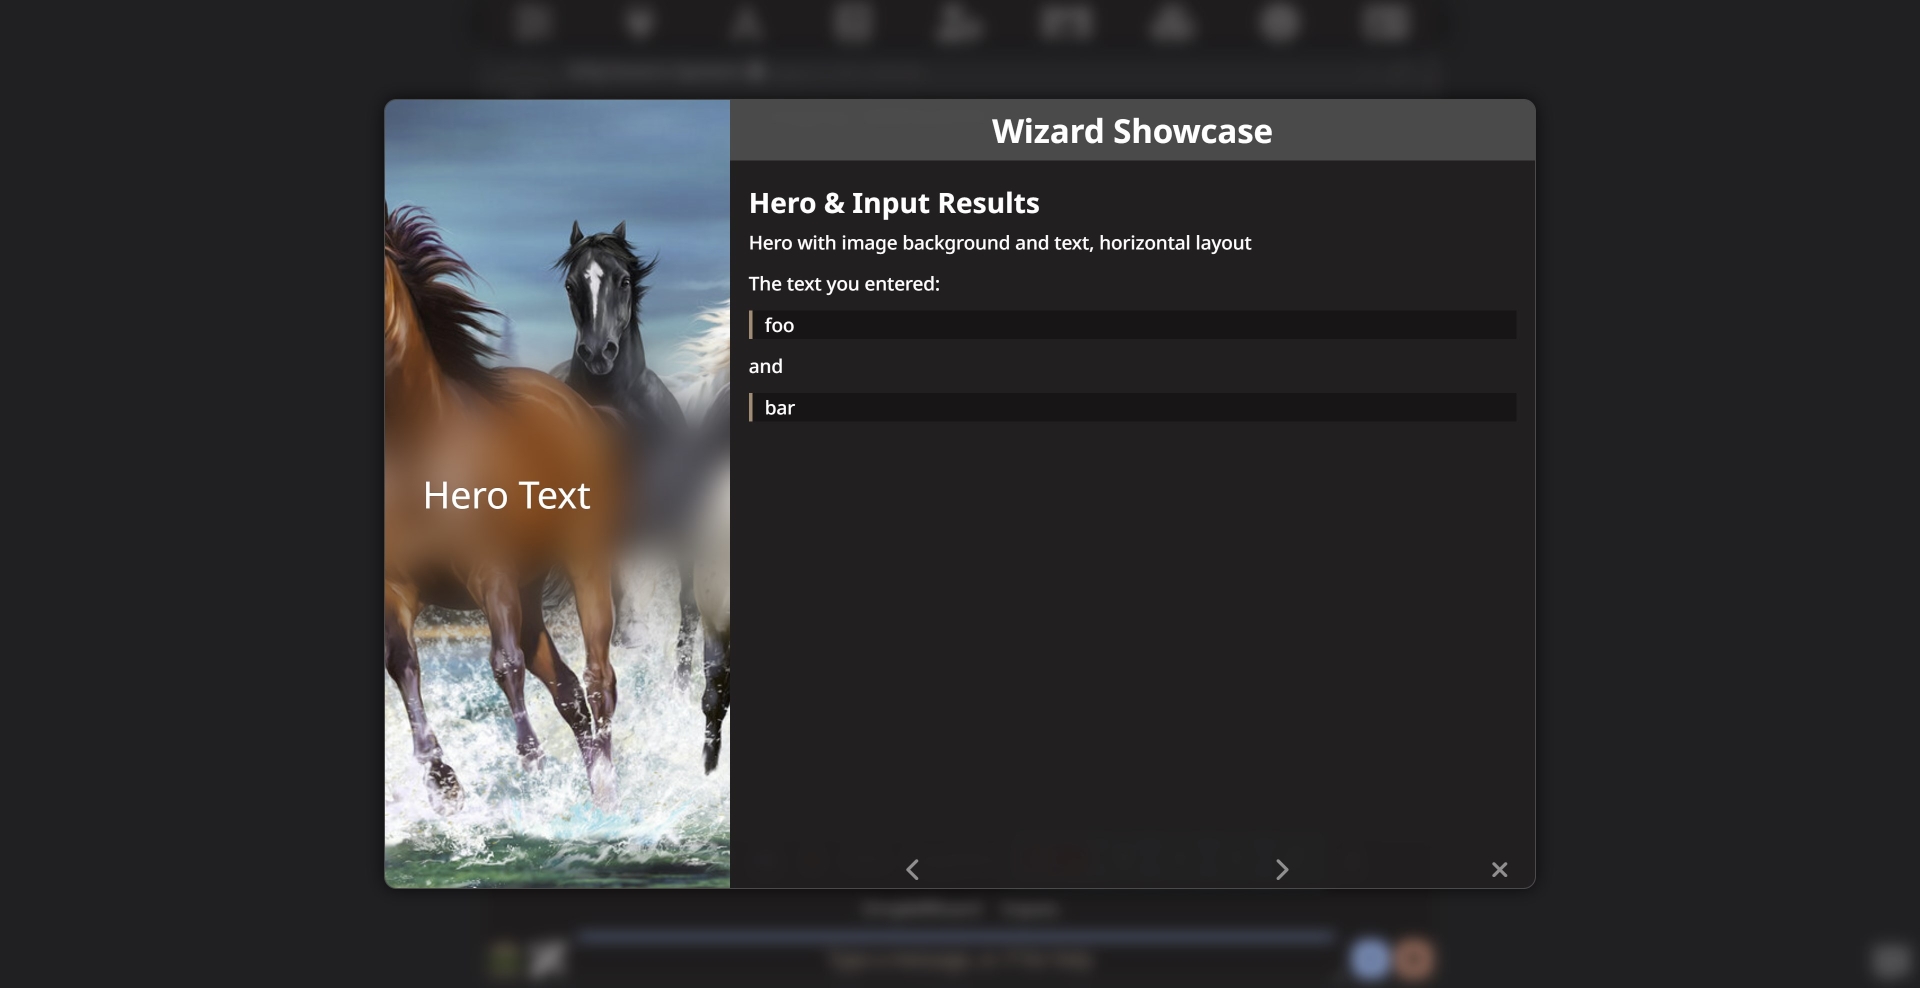 Wizard Showcase
Hero & Input Results
Hero with image background and text, horizontal layout
The text you entered:
foo
and
bar
Hero Text